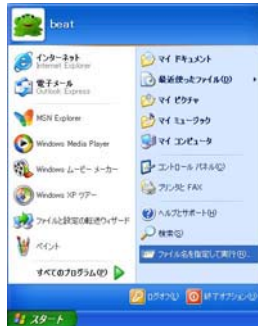 beat
インターネット
Internet Explorer
電子メール
Outlook Express
MSN Explorer
Windows Media Player
Windows ムービー メーカー
Windows XP ツアー
ファイルと設定の転送ウィザード
ペイント
すべてのプログラム(P)
マイ ドキュメント
最近使ったファイル(D)
マイ ピクチャ
マイ ミュージック
マイ コンピュータ
コントロール パネル(C)
プリンタと FAX
ヘルプとサポート(H)
検索(S)
ファイル名を指定して実行(R)...
ログオフ(L)
終了オプション(U)
スタート